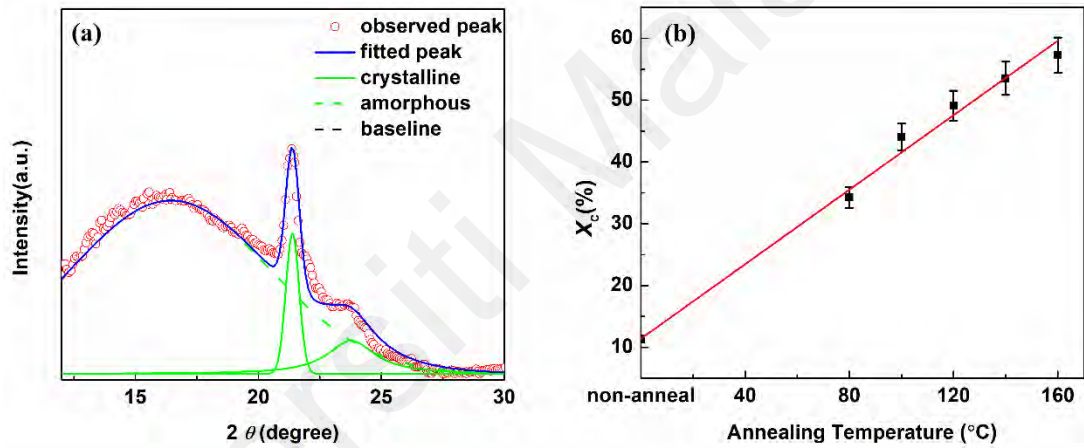 (a)
observed peak
fitted peak
crystalline
amorphous
baseline
Intensity(a.u.)
15 20 25 30
2 θ (degree)
(b)
60
50
40
30
20
10
Xc(%)
non-anneal 40 80 120 160
Annealing Temperature (°C)